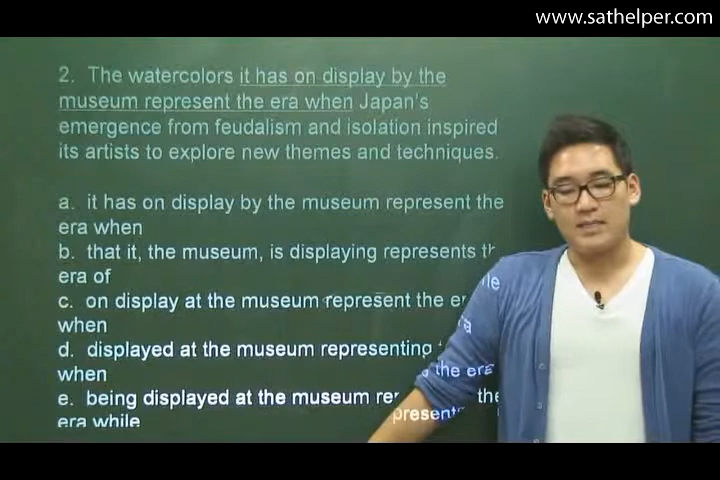 www.sathelper.com
2. The watercolors it has on display by the
museum represent the era when Japan's
emergence from feudalism and isolation inspired
its artists to explore new themes and techniques.
a. it has on display by the museum represent the
era when
b. that it, the museum, is displaying represents
era of
c. on display at the museum represent the
when
d. displayed at the museum representing
when
e. being displayed at the museum the
era while